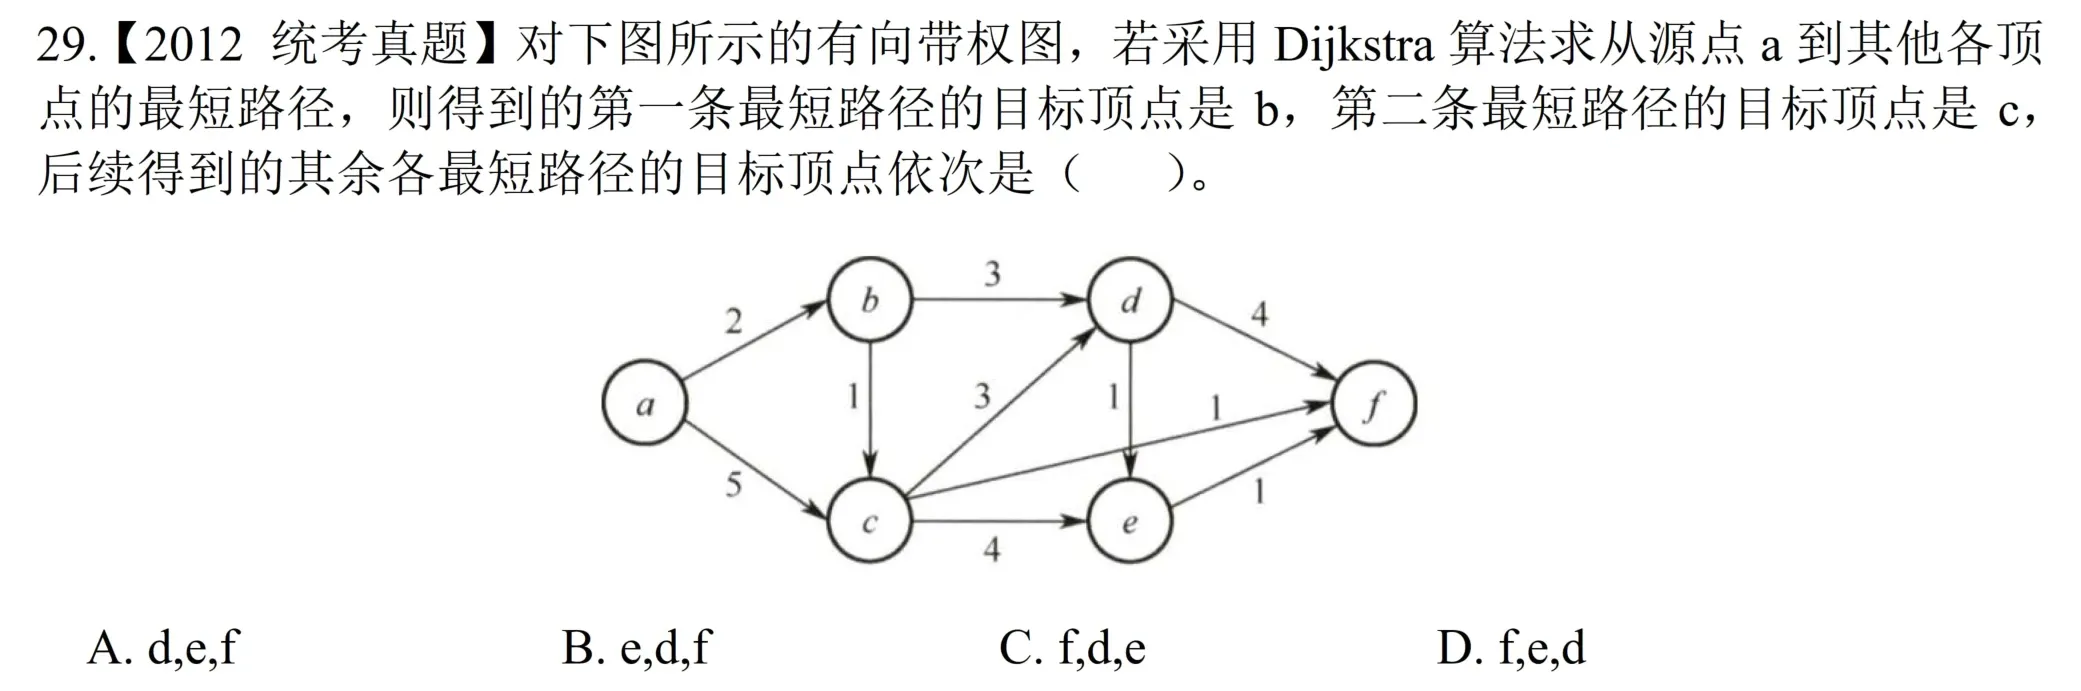 29.【2012 统考真题】对下图所示的有向带权图，若采用 Dijkstra 算法求从源点 a 到其他各顶
点的最短路径，则得到的第一条最短路径的目标顶点是 b，第二条最短路径的目标顶点是 c，
后续得到的其余各最短路径的目标顶点依次是（　　）。
3
b
d
2
4
a
1
3
1
1
f
5
c
e
4
1
A. d,e,f
B. e,d,f
C. f,d,e
D. f,e,d